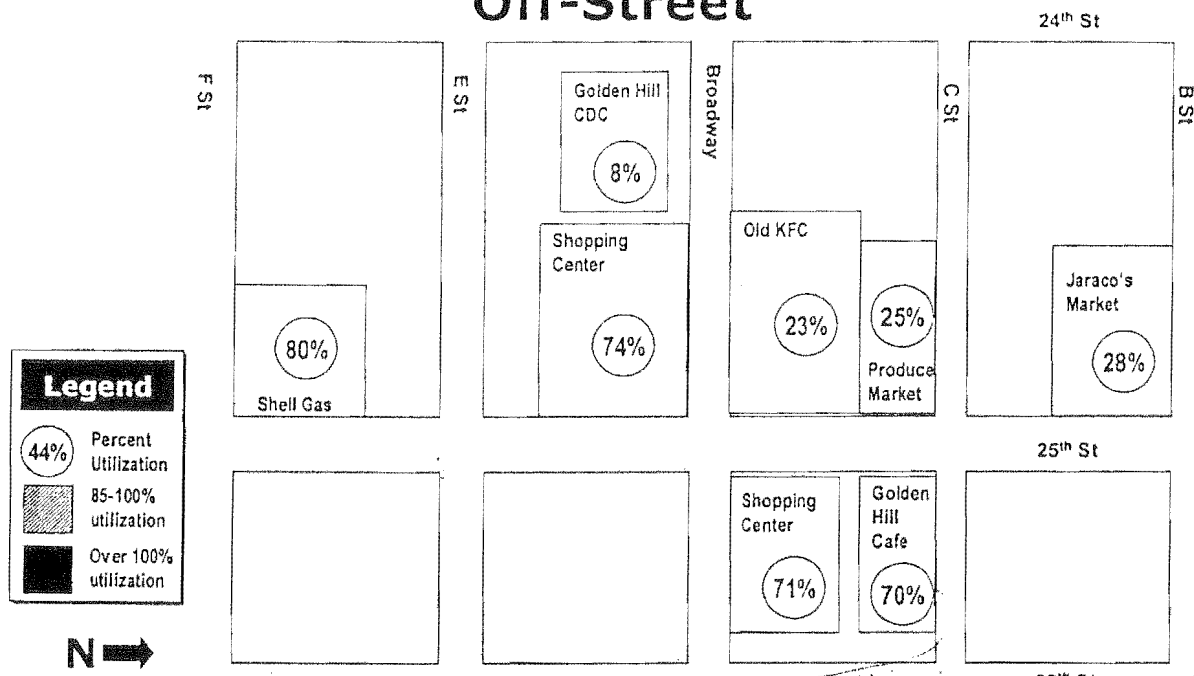 Off-Street
24th St
F St
E St
Broadway
C St
B St
Golden Hill
CDC
8%
Shopping
Center
74%
Old KFC
23%
25%
Produce
Market
Jaraco's
Market
28%
80%
Shell Gas
Legend
44%
Percent
Utilization
85-100%
utilization
Over 100%
utilization
25th St
Shopping
Center
71%
Golden
Hill
Cafe
70%
N